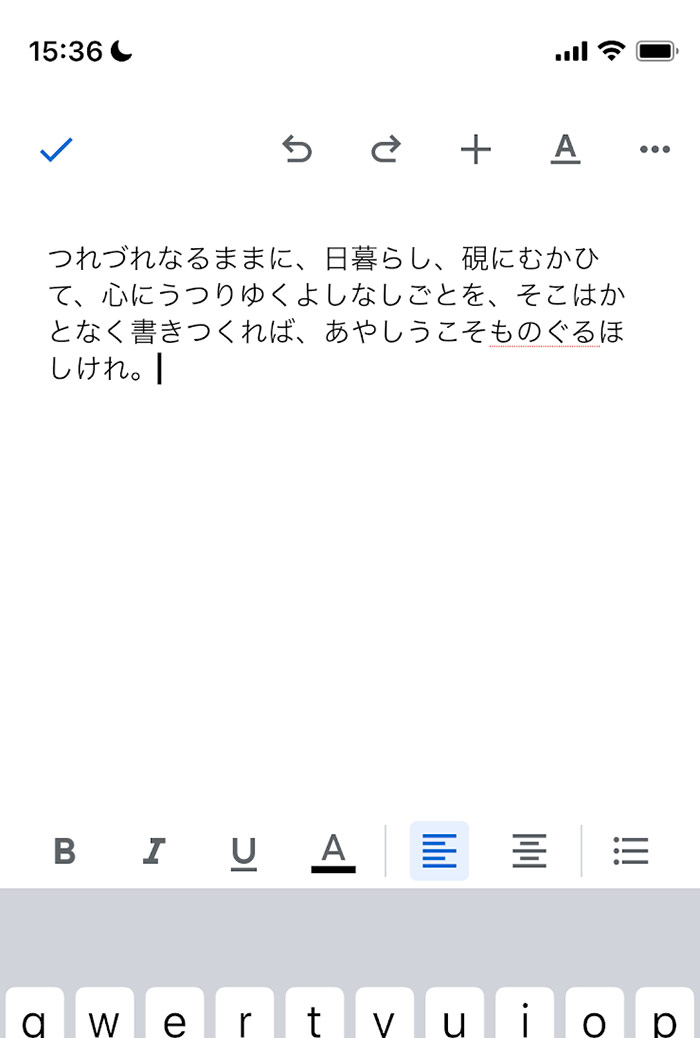 15:36
つれづれなるままに、日暮らし、硯にむかひ
て、心にうつりゆくよしなしごとを、そこはか
となく書きつくれば、あやしうこそものぐるほ
しけれ。
B I U A
q w e r t y u i o p